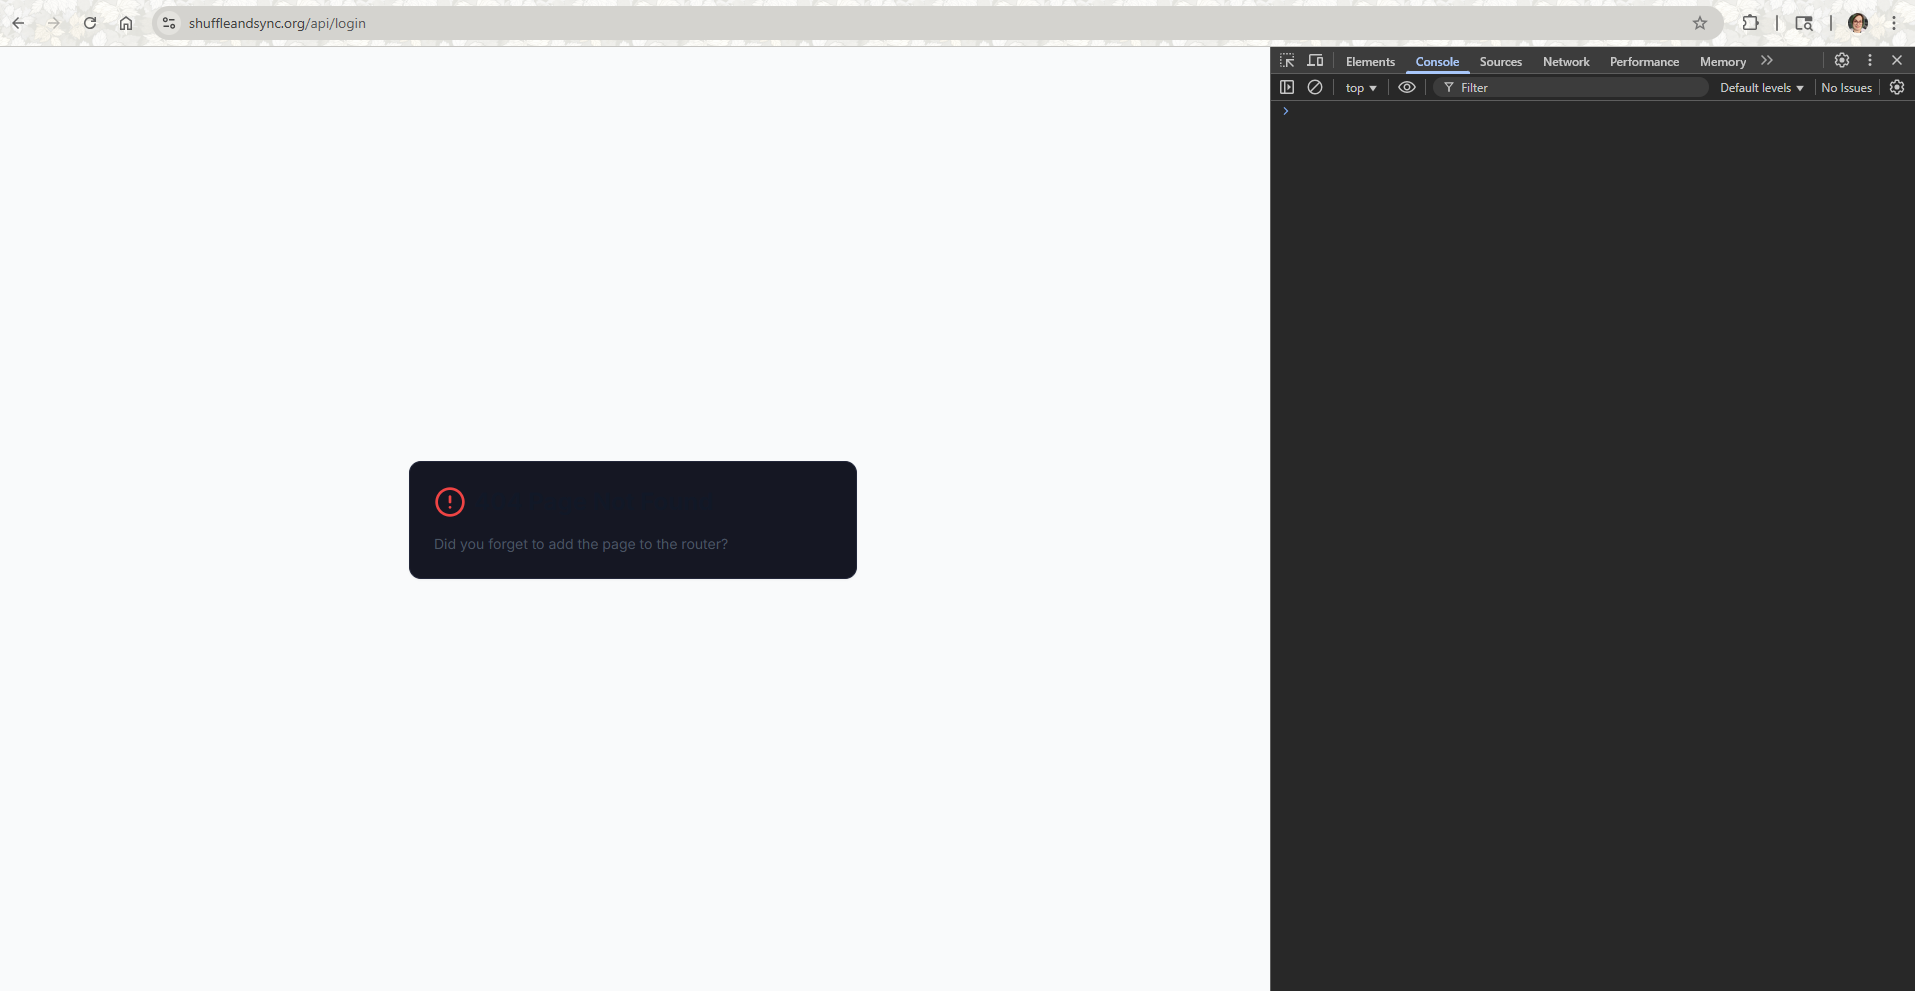 shuffleandsync.org/api/login
Elements Console Sources Network Performance Memory
top Filter Default levels No Issues
Did you forget to add the page to the router?